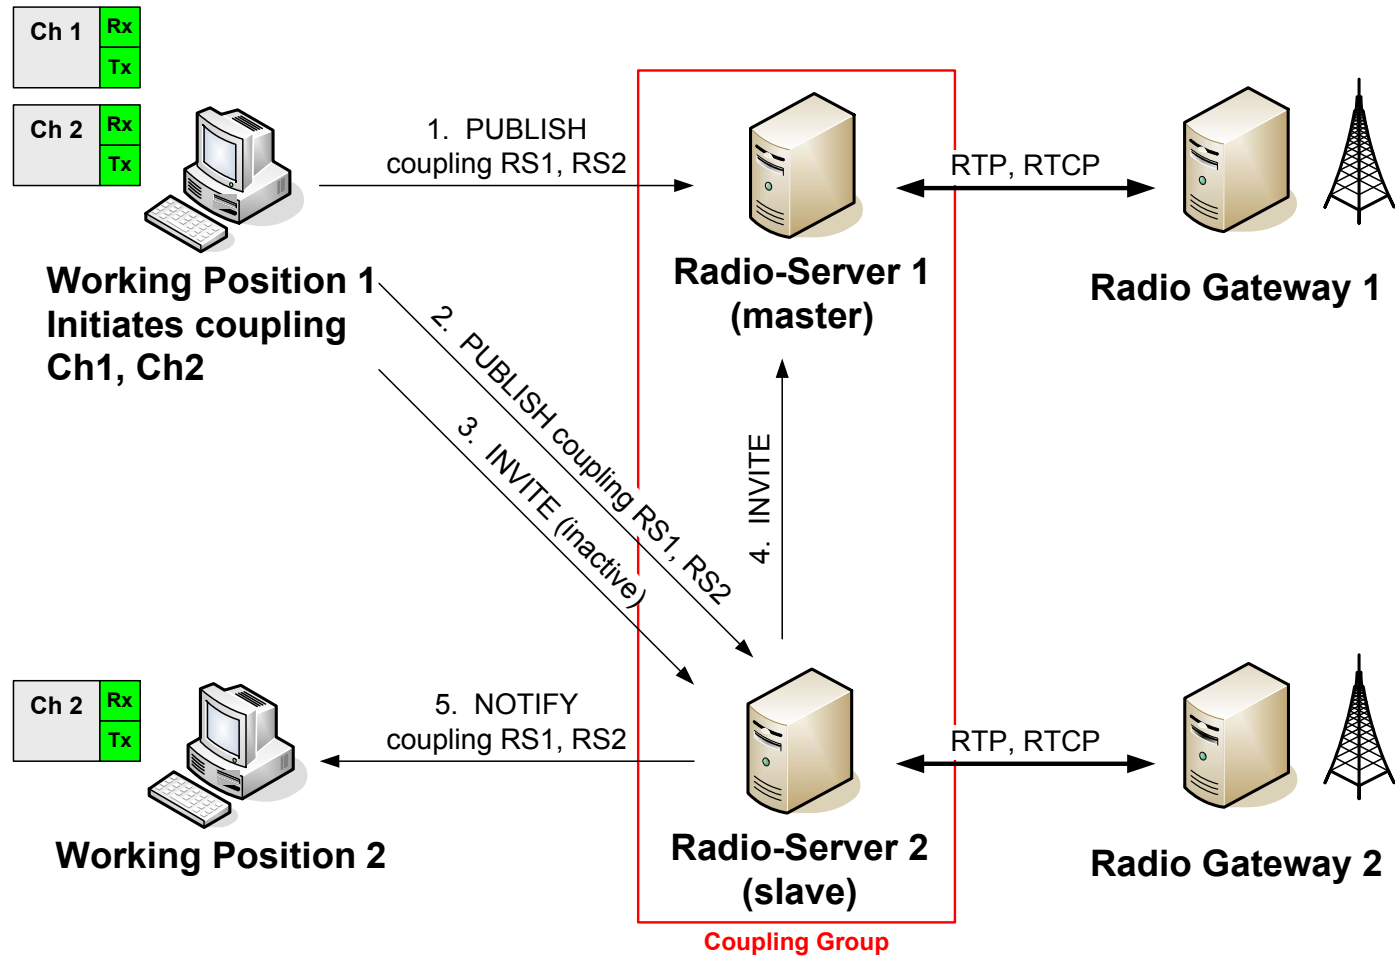 Ch 1
Rx
Tx
Ch 2
Rx
Tx
1. PUBLISH
coupling RS1, RS2
RTP, RTCP
Working Position 1
Initiates coupling
Ch1, Ch2
Radio-Server 1
(master)
Radio Gateway 1
2. PUBLISH coupling RS1, RS2
3. INVITE (inactive)
4. INVITE
Ch 2
Rx
Tx
5. NOTIFY
coupling RS1, RS2
RTP, RTCP
Working Position 2
Radio-Server 2
(slave)
Radio Gateway 2
Coupling Group